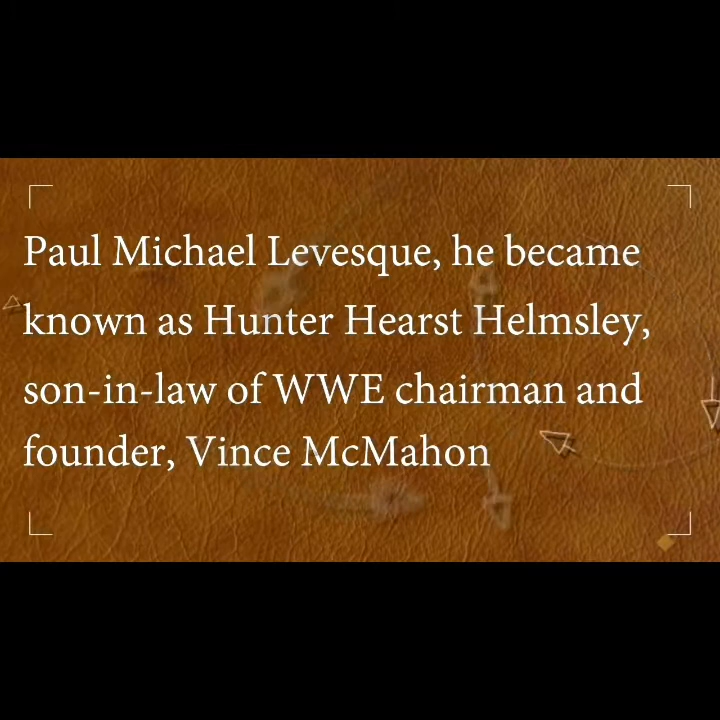 Paul Michael Levesque, he became
known as Hunter Hearst Helmsley,
son-in-law of WWE chairman and
founder, Vince McMahon